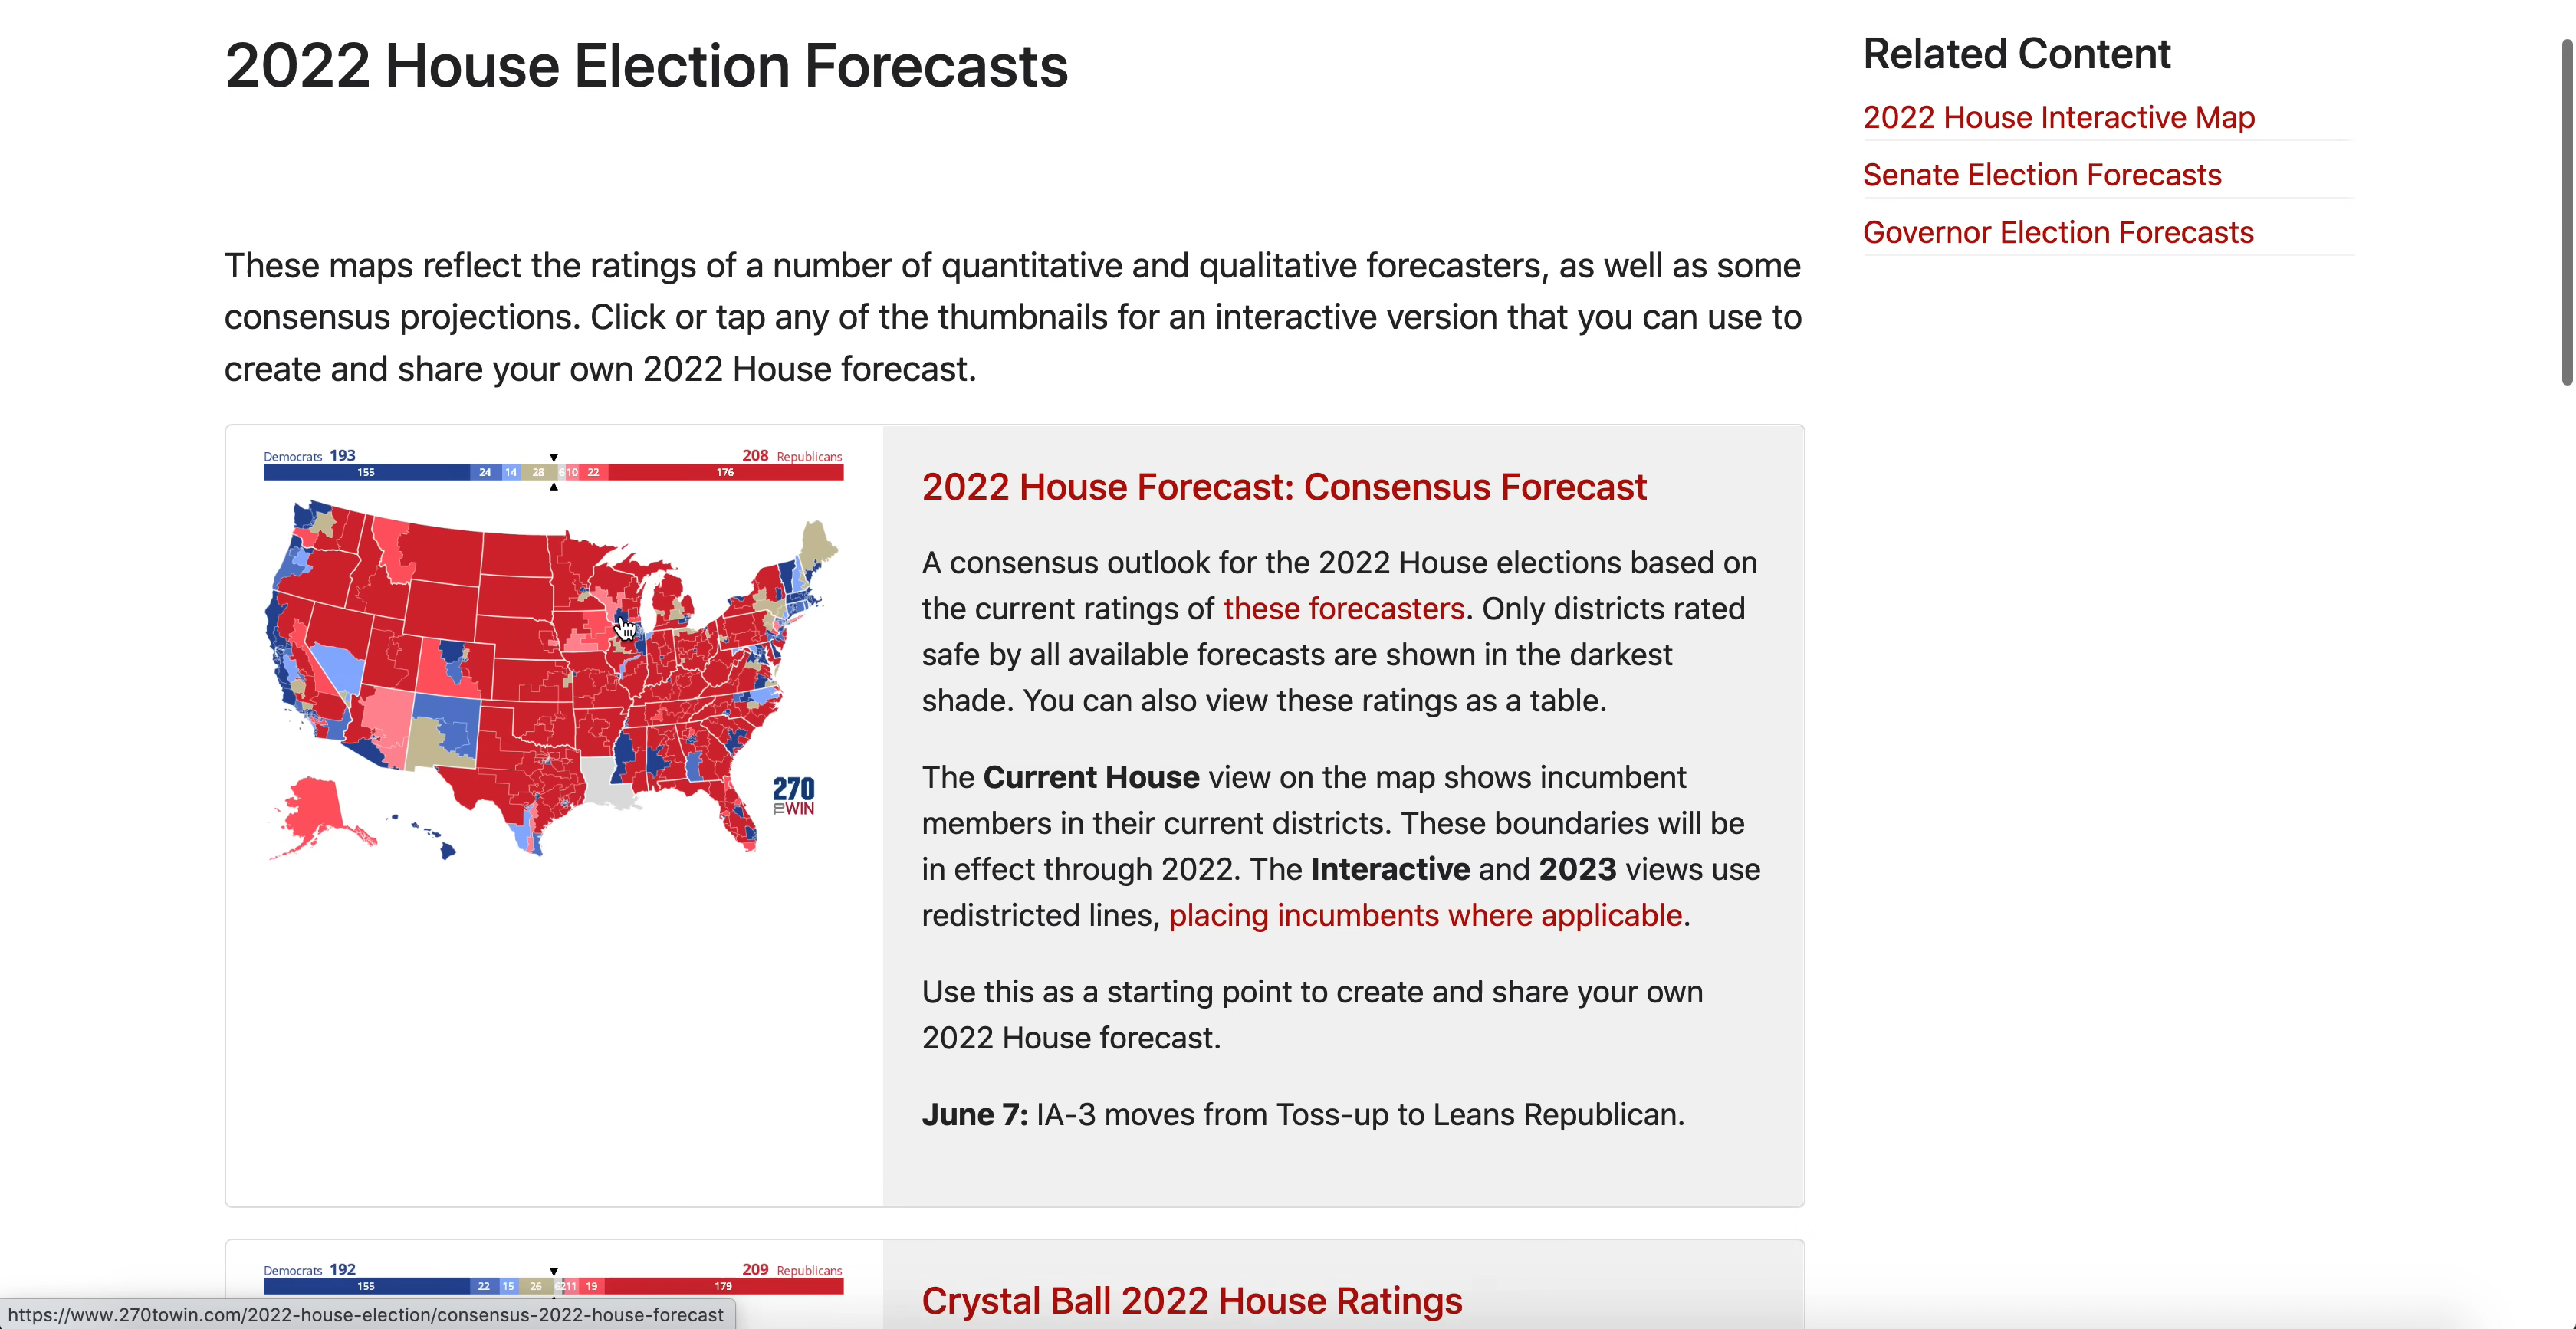 2022 House Election Forecasts
Related Content
2022 House Interactive Map
Senate Election Forecasts
Governor Election Forecasts
These maps reflect the ratings of a number of quantitative and qualitative forecasters, as well as some
consensus projections. Click or tap any of the thumbnails for an interactive version that you can use to
create and share your own 2022 House forecast.
Democrats 193 208 Republicans
155 24 14 28 6 10 22 176
270
TO WIN
2022 House Forecast: Consensus Forecast
A consensus outlook for the 2022 House elections based on
the current ratings of these forecasters. Only districts rated
safe by all available forecasts are shown in the darkest
shade. You can also view these ratings as a table.
The Current House view on the map shows incumbent
members in their current districts. These boundaries will be
in effect through 2022. The Interactive and 2023 views use
redistricted lines, placing incumbents where applicable.
Use this as a starting point to create and share your own
2022 House forecast.
June 7: IA-3 moves from Toss-up to Leans Republican.
Democrats 192 209 Republicans
155 22 15 26 6 2 11 19 179
Crystal Ball 2022 House Ratings
https://www.270towin.com/2022-house-election/consensus-2022-house-forecast